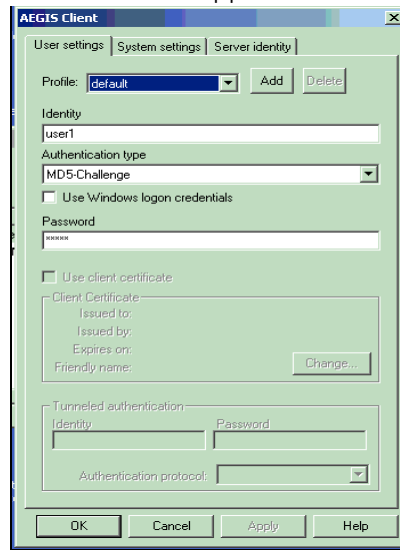 AEGIS Client
User settings System settings Server identity
Profile: default Add Delete
Identity
user1
Authentication type
MD5-Challenge
Use Windows logon credentials
Password
*****
Use client certificate
Client Certificate
Issued to:
Issued by:
Expires on:
Friendly name: Change...
Tunneled authentication
Identity Password
Authentication protocol:
OK Cancel Apply Help